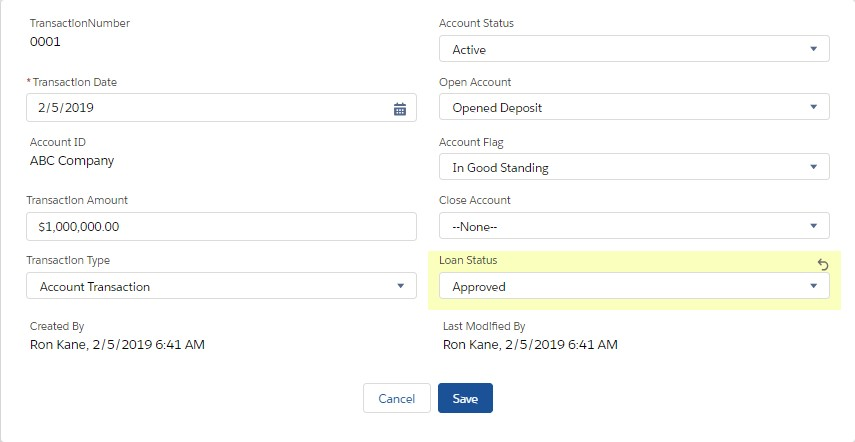 TransactionNumber
0001
* Transaction Date
2/5/2019
Account ID
ABC Company
Transaction Amount
$1,000,000.00
Transaction Type
Account Transaction
Created By
Ron Kane, 2/5/2019 6:41 AM
Account Status
Active
Open Account
Opened Deposit
Account Flag
In Good Standing
Close Account
--None--
Loan Status
Approved
Last Modified By
Ron Kane, 2/5/2019 6:41 AM
Cancel
Save